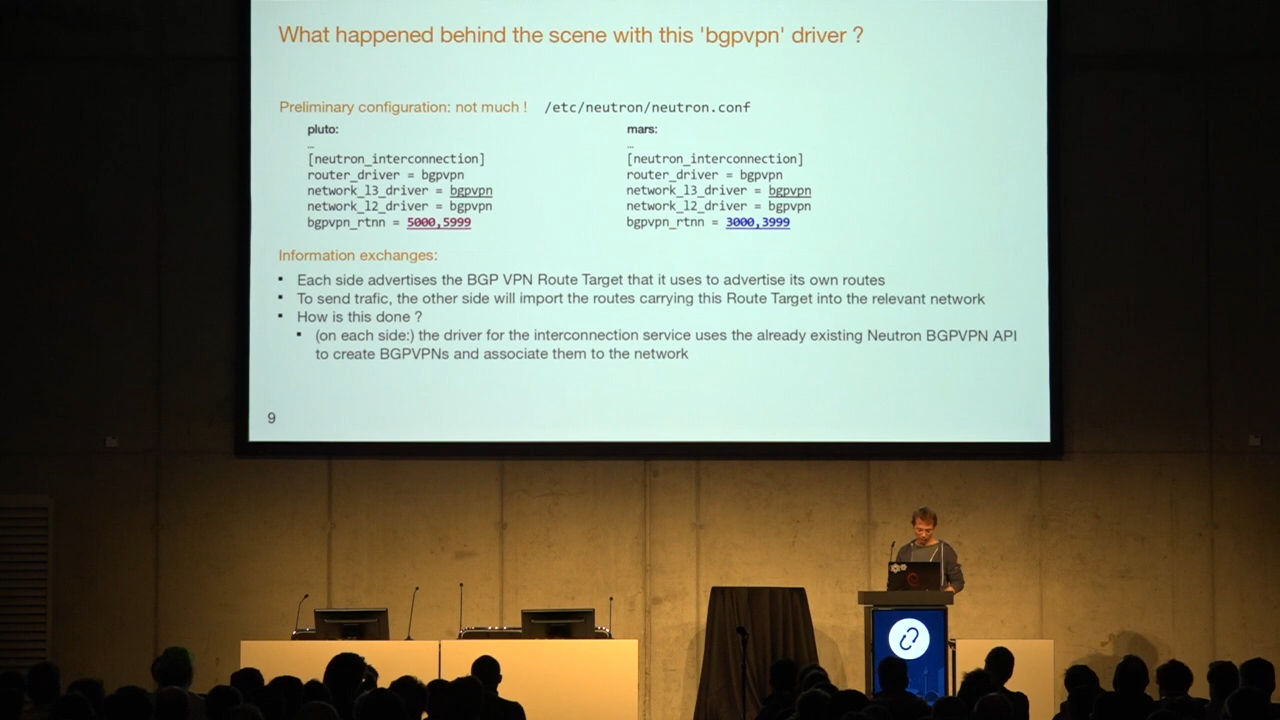 What happened behind the scene with this 'bgpvpn' driver ?
Preliminary configuration: not much ! /etc/neutron/neutron.conf
pluto:
…
[neutron_interconnection]
router_driver = bgpvpn
network_l3_driver = bgpvpn
network_l2_driver = bgpvpn
bgpvpn_rtnn = 5000,5999
mars:
…
[neutron_interconnection]
router_driver = bgpvpn
network_l3_driver = bgpvpn
network_l2_driver = bgpvpn
bgpvpn_rtnn = 3000,3999
Information exchanges:
▪ Each side advertises the BGP VPN Route Target that it uses to advertise its own routes
▪ To send trafic, the other side will import the routes carrying this Route Target into the relevant network
▪ How is this done ?
▪ (on each side:) the driver for the interconnection service uses the already existing Neutron BGPVPN API
to create BGPVPNs and associate them to the network
9